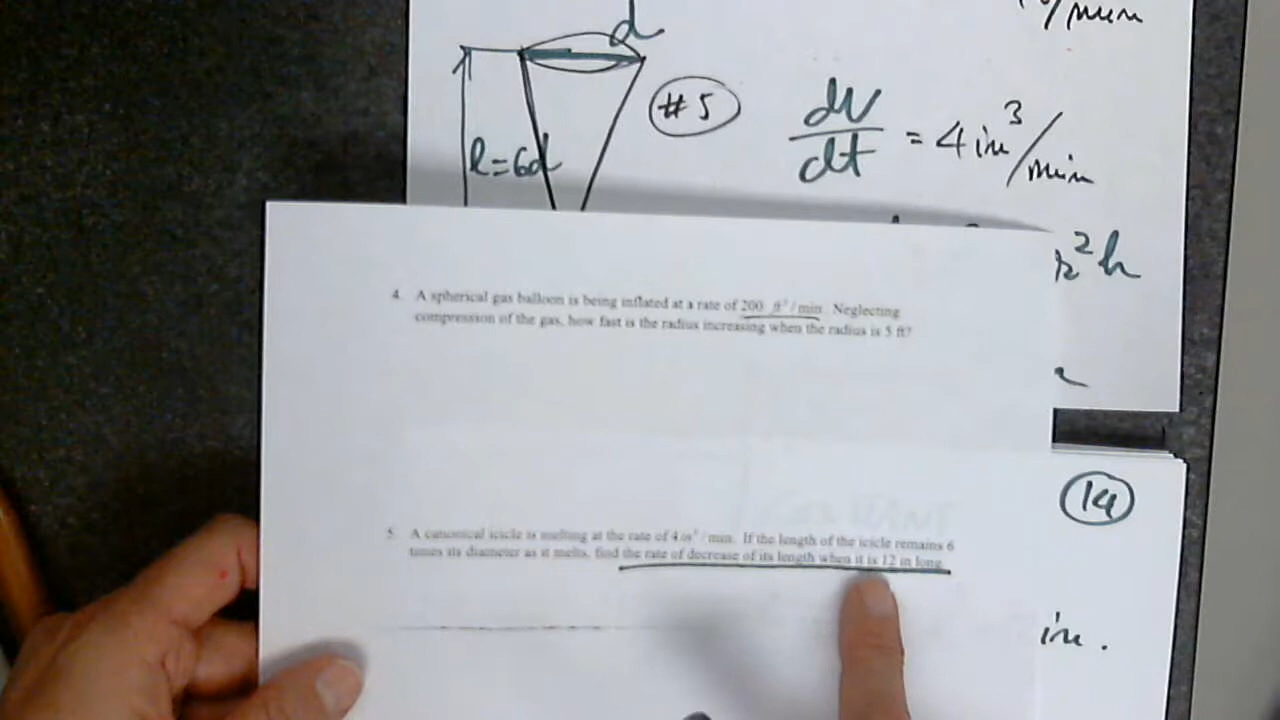 /min
d
#5
dV/dt = 4 in³/min
l=6d
r²h
4. A spherical gas balloon is being inflated at a rate of 200 ft³/min. Neglecting
compression of the gas, how fast is the radius increasing when the radius is 5 ft?
14
5. A canonical icicle is melting at the rate of 4 in³/min. If the length of the icicle remains 6
times its diameter as it melts, find the rate of decrease of its length when it is 12 in long.
in.